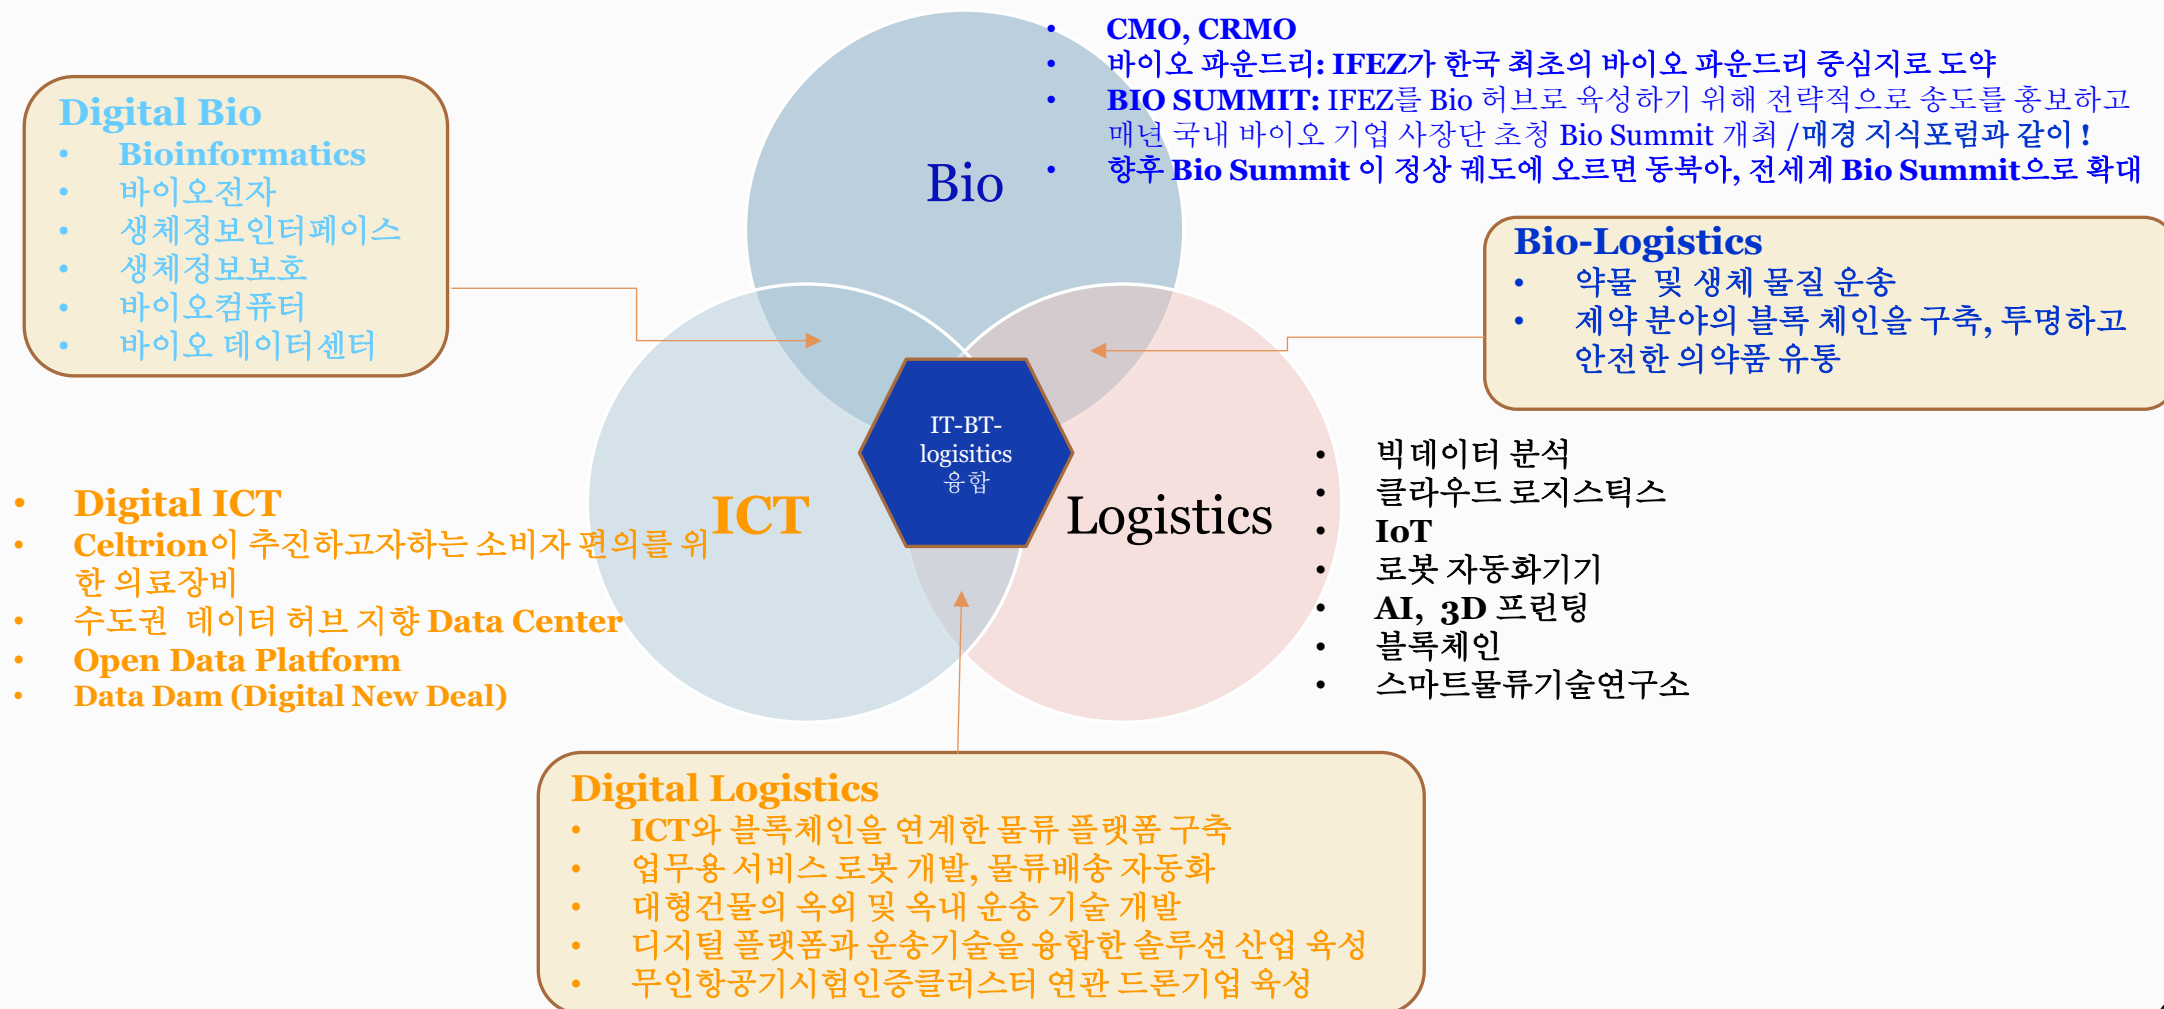 • CMO, CRMO
• 바이오 파운드리: IFEZ가 한국 최초의 바이오 파운드리 중심지로 도약
• BIO SUMMIT: IFEZ를 Bio 허브로 육성하기 위해 전략적으로 송도를 홍보하고
매년 국내 바이오 기업 사장단 초청 Bio Summit 개최 /매경 지식포럼과 같이 !
• 향후 Bio Summit 이 정상 궤도에 오르면 동북아, 전세계 Bio Summit으로 확대
Digital Bio
• Bioinformatics
• 바이오전자
• 생체정보인터페이스
• 생체정보보호
• 바이오컴퓨터
• 바이오 데이터센터
Bio
Bio-Logistics
• 약물 및 생체 물질 운송
• 제약 분야의 블록 체인을 구축, 투명하고
안전한 의약품 유통
IT-BT-
logisitics
융합
ICT
Logistics
• Digital ICT
• Celtrion이 추진하고자하는 소비자 편의를 위
한 의료장비
• 수도권 데이터 허브 지향 Data Center
• Open Data Platform
• Data Dam (Digital New Deal)
• 빅데이터 분석
• 클라우드 로지스틱스
• IoT
• 로봇 자동화기기
• AI, 3D 프린팅
• 블록체인
• 스마트물류기술연구소
Digital Logistics
• ICT와 블록체인을 연계한 물류 플랫폼 구축
• 업무용 서비스 로봇 개발, 물류배송 자동화
• 대형건물의 옥외 및 옥내 운송 기술 개발
• 디지털 플랫폼과 운송기술을 융합한 솔루션 산업 육성
• 무인항공기시험인증클러스터 연관 드론기업 육성